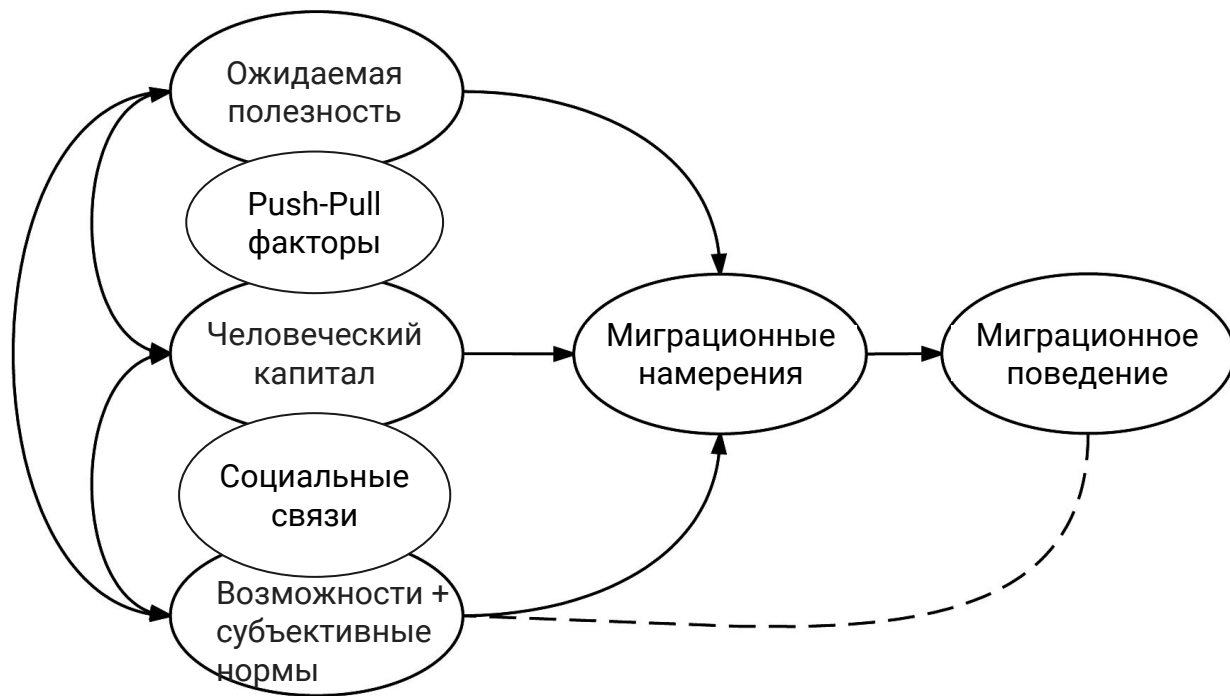 Ожидаемая
полезность
Push-Pull
факторы
Человеческий
капитал
Социальные
связи
Возможности +
субъективные
нормы
Миграционные
намерения
Миграционное
поведение